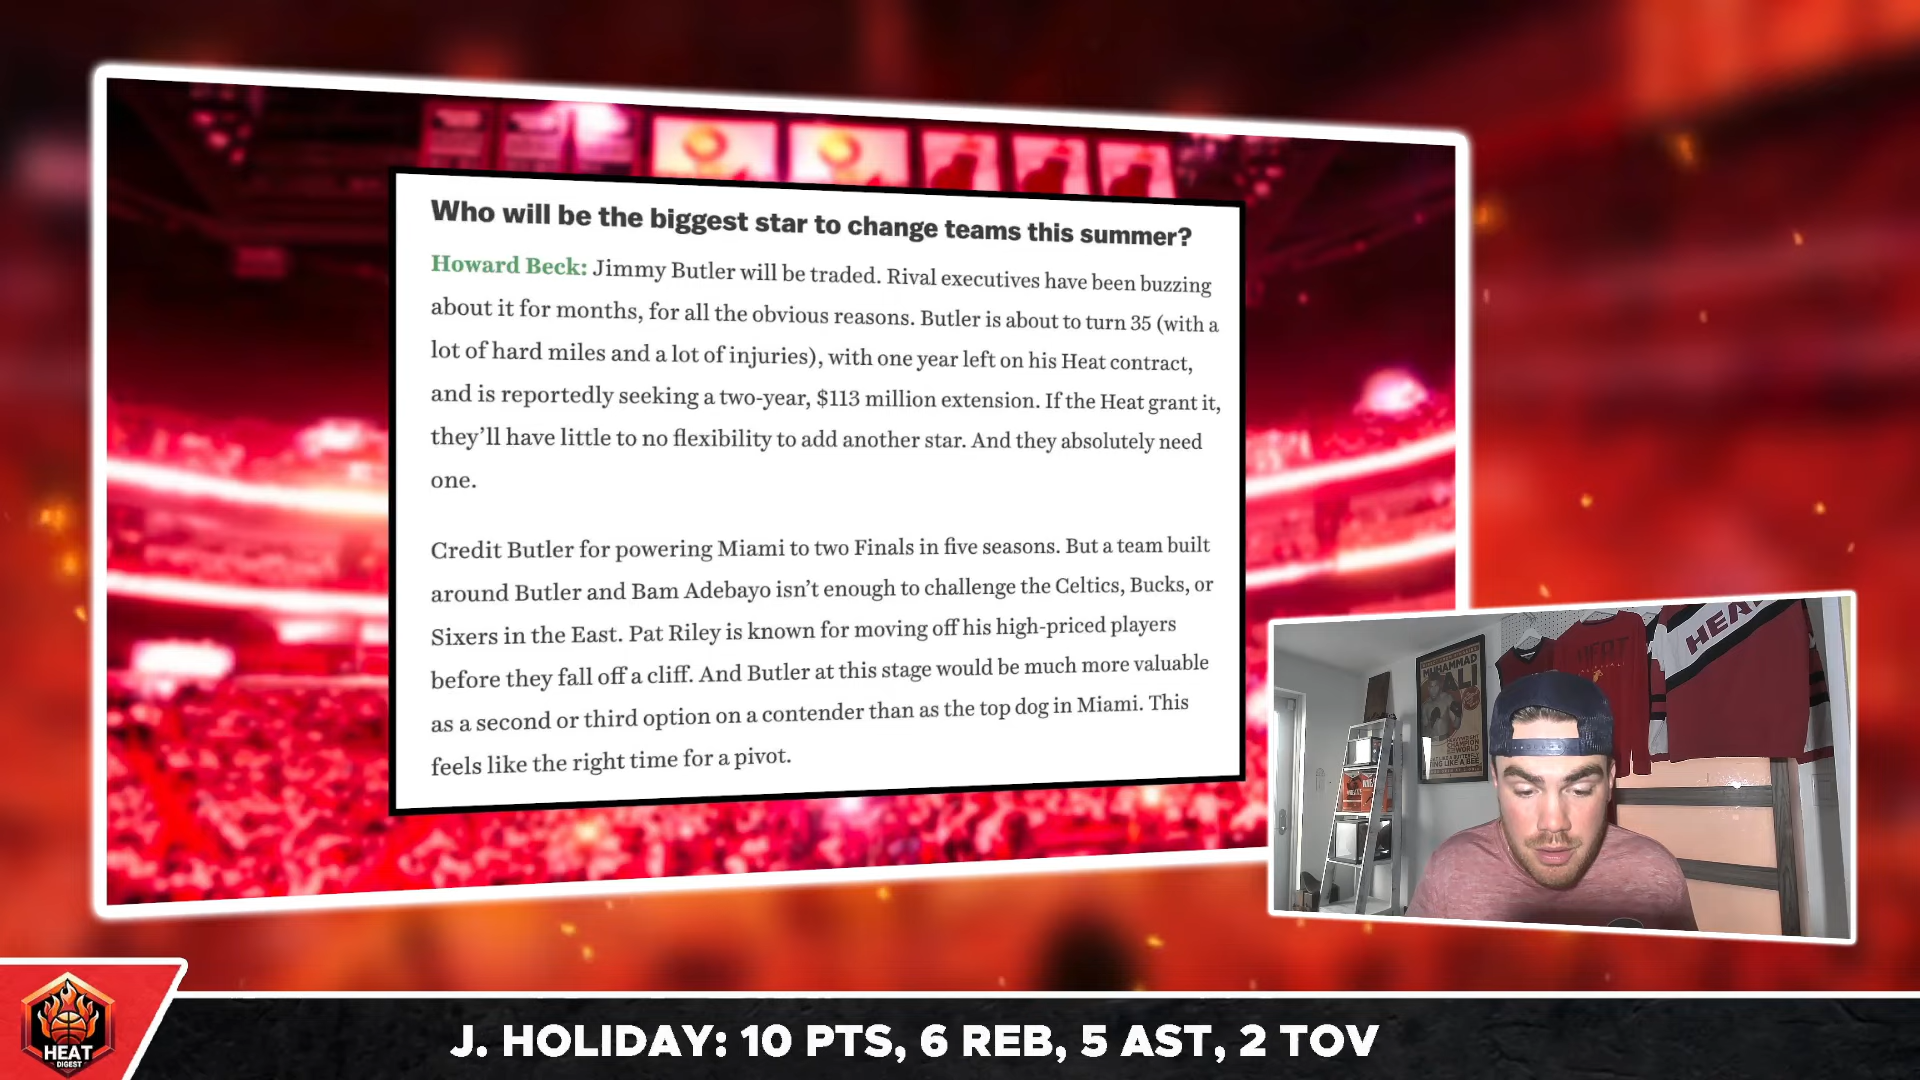 Who will be the biggest star to change teams this summer?
Howard Beck: Jimmy Butler will be traded. Rival executives have been buzzing
about it for months, for all the obvious reasons. Butler is about to turn 35 (with a
lot of hard miles and a lot of injuries), with one year left on his Heat contract,
and is reportedly seeking a two-year, $113 million extension. If the Heat grant it,
they’ll have little to no flexibility to add another star. And they absolutely need
one.
Credit Butler for powering Miami to two Finals in five seasons. But a team built
around Butler and Bam Adebayo isn’t enough to challenge the Celtics, Bucks, or
Sixers in the East. Pat Riley is known for moving off his high-priced players
before they fall off a cliff. And Butler at this stage would be much more valuable
as a second or third option on a contender than as the top dog in Miami. This
feels like the right time for a pivot.
MUHAMMAD
ALI
CHAMPION
WORLD
LIKE A BEE
HEAT
HEA
HEAT
DIGEST
J. HOLIDAY: 10 PTS, 6 REB, 5 AST, 2 TOV